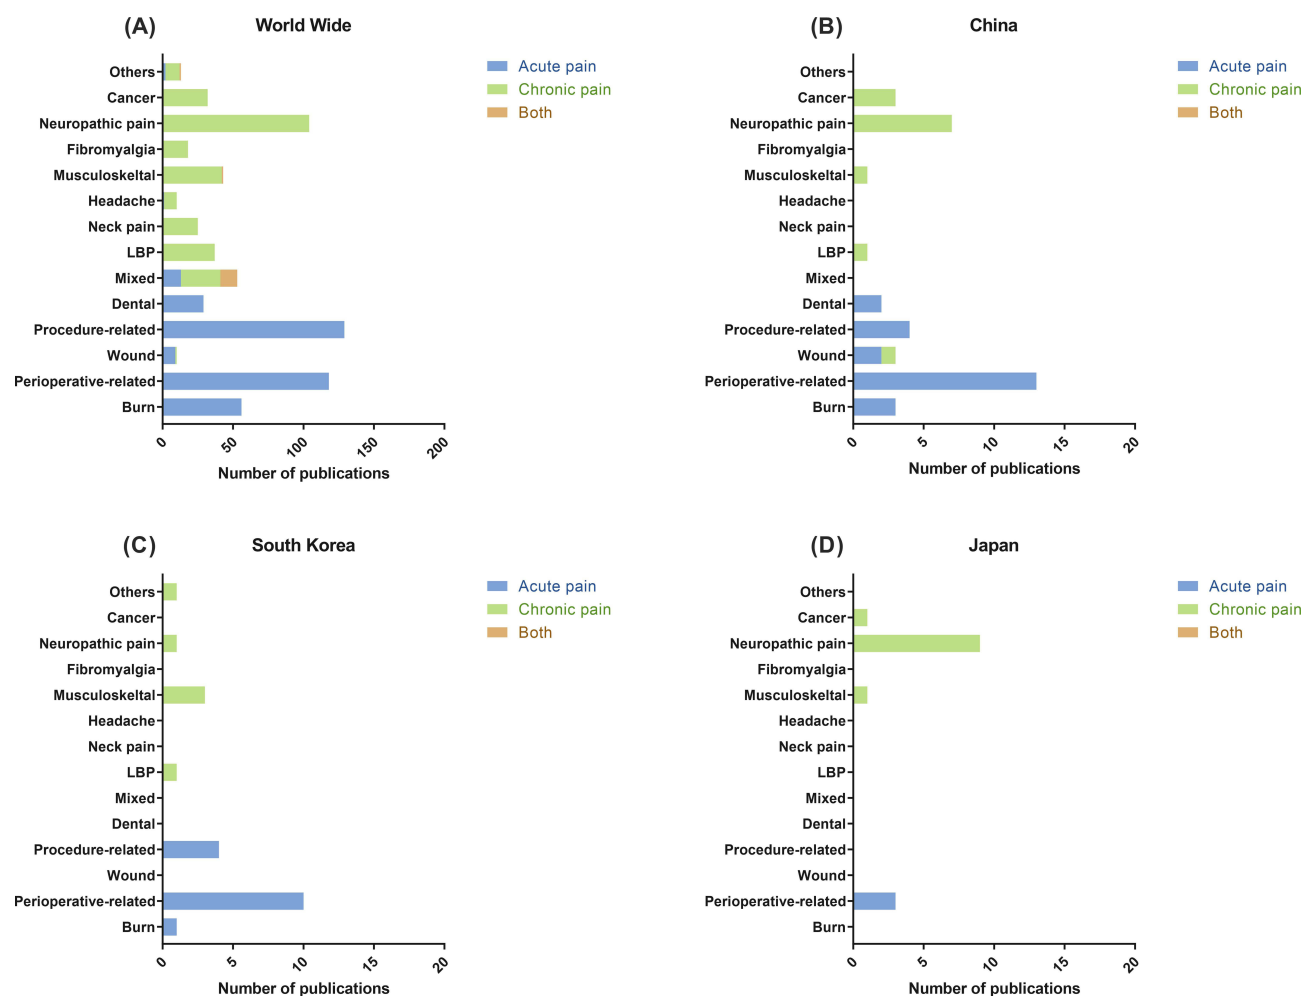 (A) World Wide
Others
Cancer
Neuropathic pain
Fibromyalgia
Musculoskeltal
Headache
Neck pain
LBP
Mixed
Dental
Procedure-related
Wound
Perioperative-related
Burn
0 50 100 150 200
Number of publications
Acute pain
Chronic pain
Both
(B) China
Others
Cancer
Neuropathic pain
Fibromyalgia
Musculoskeltal
Headache
Neck pain
LBP
Mixed
Dental
Procedure-related
Wound
Perioperative-related
Burn
0 5 10 15 20
Number of publications
Acute pain
Chronic pain
Both
(C) South Korea
Others
Cancer
Neuropathic pain
Fibromyalgia
Musculoskeltal
Headache
Neck pain
LBP
Mixed
Dental
Procedure-related
Wound
Perioperative-related
Burn
0 5 10 15 20
Number of publications
Acute pain
Chronic pain
Both
(D) Japan
Others
Cancer
Neuropathic pain
Fibromyalgia
Musculoskeltal
Headache
Neck pain
LBP
Mixed
Dental
Procedure-related
Wound
Perioperative-related
Burn
0 5 10 15 20
Number of publications
Acute pain
Chronic pain
Both